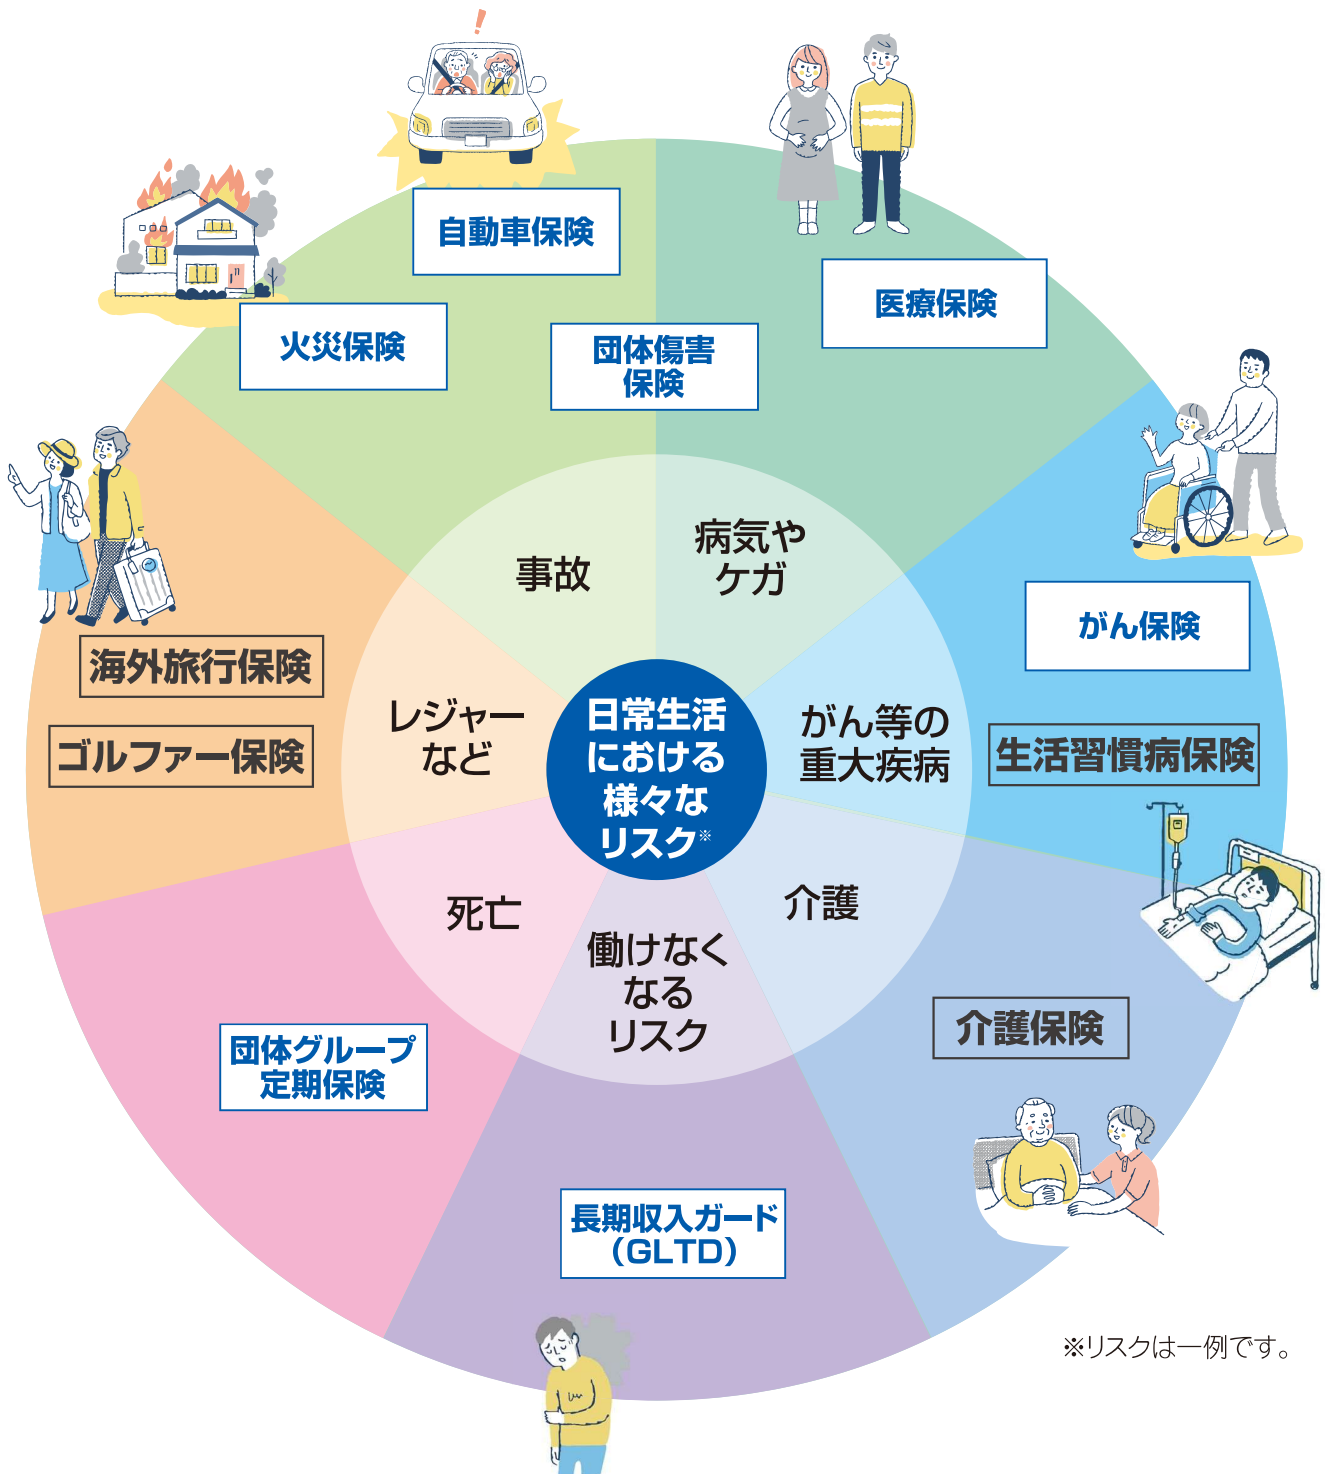 自動車保険
火災保険
団体傷害
保険
医療保険
がん保険
生活習慣病保険
介護保険
長期収入ガード
（GLTD）
団体グループ
定期保険
ゴルファー保険
海外旅行保険
事故
病気や
ケガ
がん等の
重大疾病
介護
働けなく
なる
リスク
死亡
レジャー
など
日常生活
における
様々な
リスク※
※リスクは一例です。